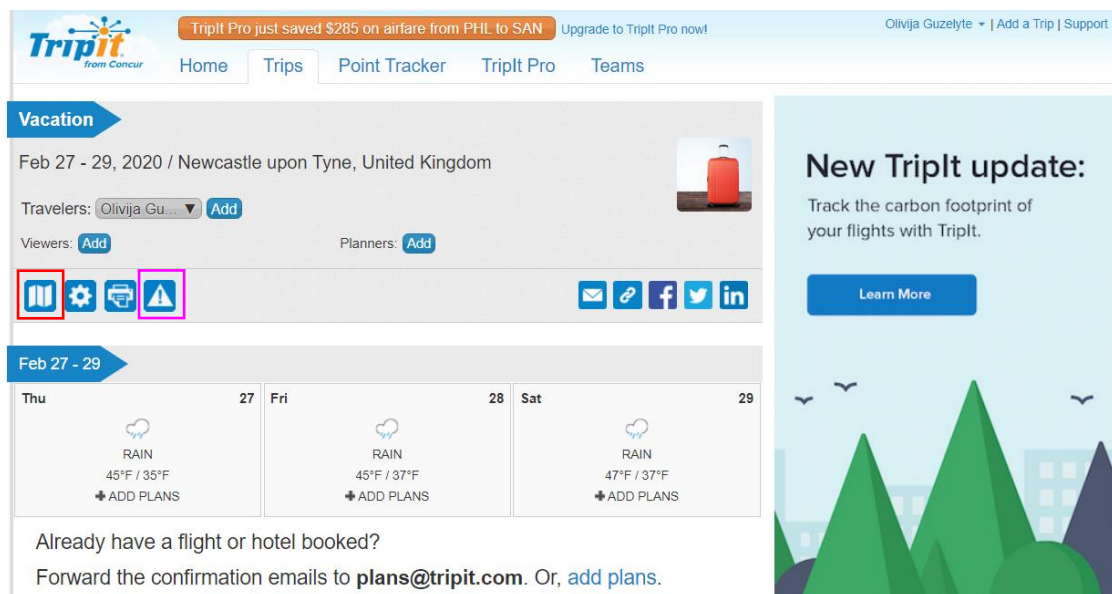 TripIt
from Concur
TripIt Pro just saved $285 on airfare from PHL to SAN
Upgrade to TripIt Pro now!
Olivija Guzelyte | Add a Trip | Support
Home Trips Point Tracker TripIt Pro Teams
Vacation
Feb 27 - 29, 2020 / Newcastle upon Tyne, United Kingdom
Travelers: Olivija Gu... Add
Viewers: Add Planners: Add
in
Feb 27 - 29
Thu 27 Fri 28 Sat 29
RAIN RAIN RAIN
45°F / 35°F 45°F / 37°F 47°F / 37°F
ADD PLANS ADD PLANS ADD PLANS
Already have a flight or hotel booked?
Forward the confirmation emails to plans@tripit.com. Or, add plans.
New TripIt update:
Track the carbon footprint of
your flights with TripIt.
Learn More